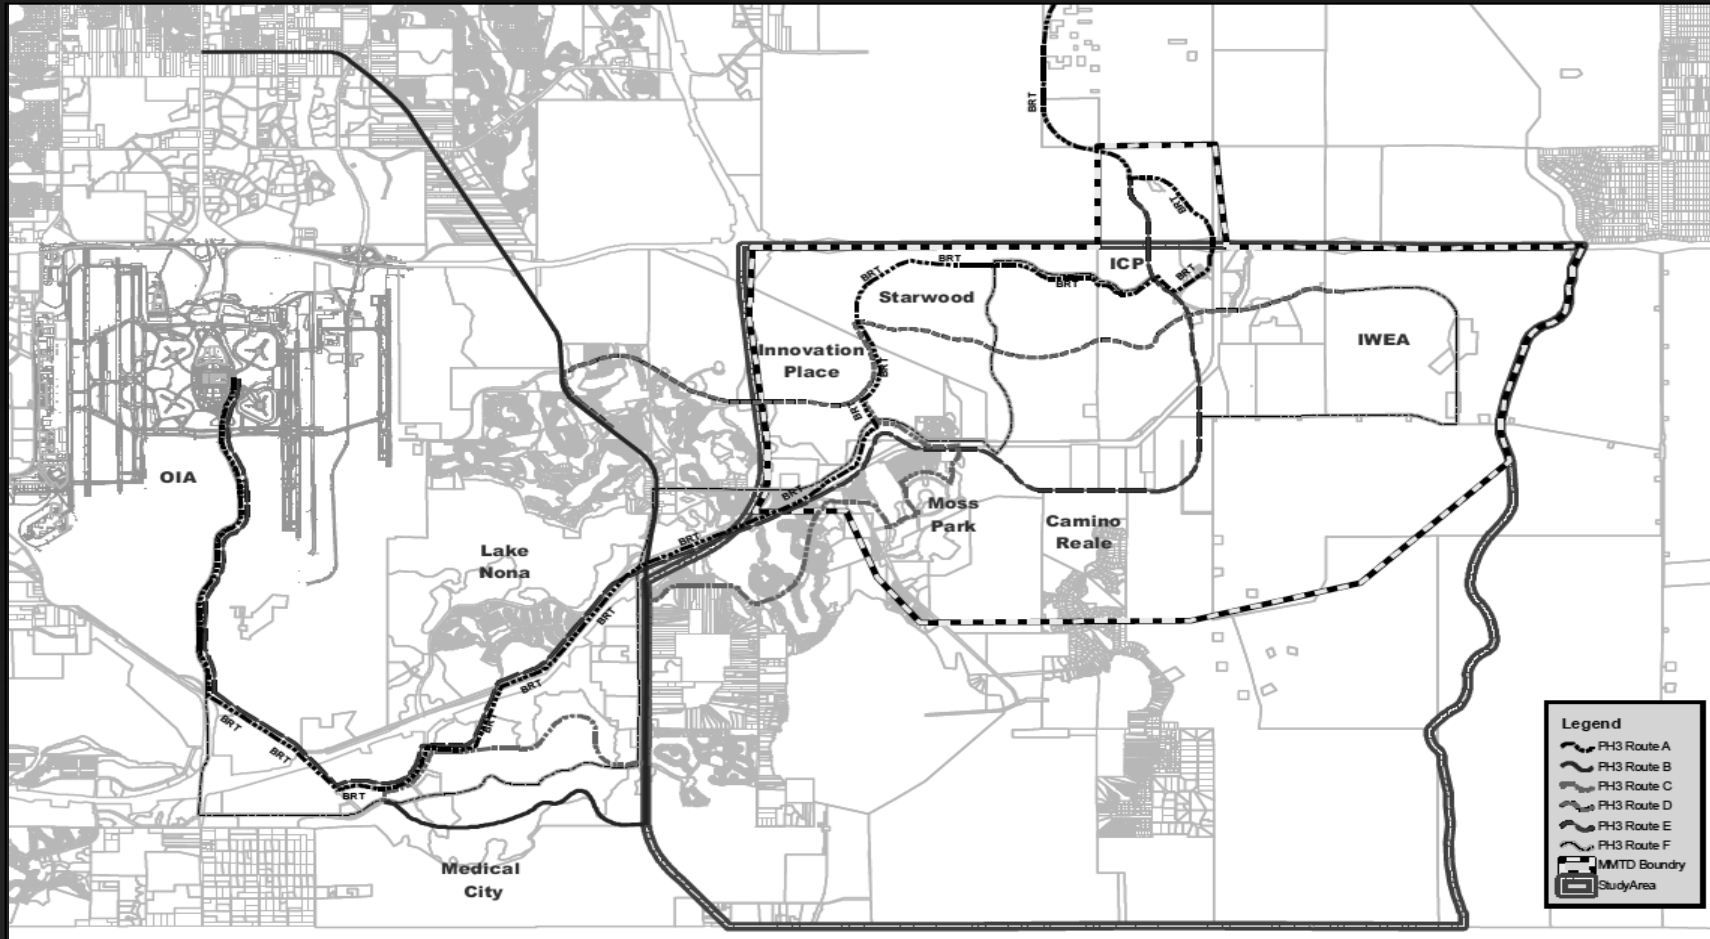 BRT
BRT
ICP
BRT
BRT
BRT
BRT
Starwood
IWEA
Innovation
Place
BRT
BRT
OIA
BRT
Moss
Park
Camino
Reale
BRT
Lake
Nona
BRT
BRT
BRT
BRT
BRT
BRT
Medical
City
Legend
PH3 Route A
PH3 Route B
PH3 Route C
PH3 Route D
PH3 Route E
PH3 Route F
MMTD Boundry
StudyArea